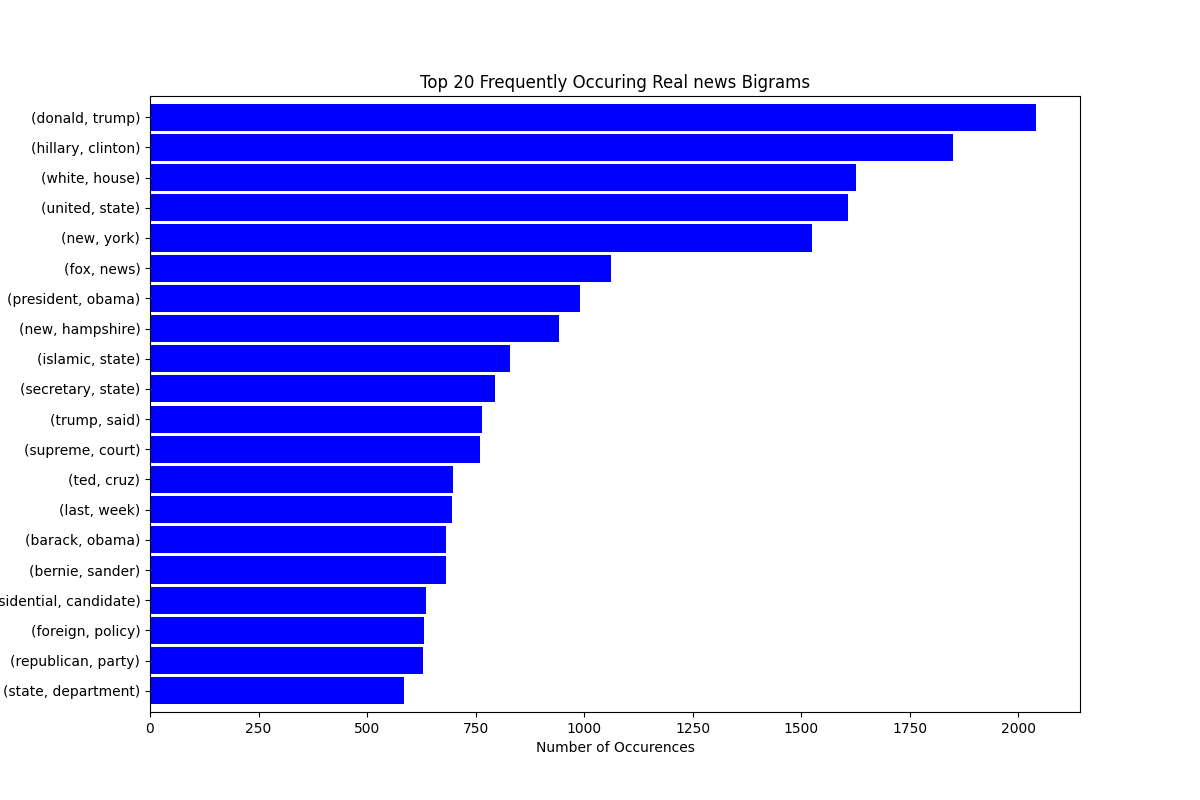 Top 20 Frequently Occuring Real news Bigrams
(donald, trump)
(hillary, clinton)
(white, house)
(united, state)
(new, york)
(fox, news)
(president, obama)
(new, hampshire)
(islamic, state)
(secretary, state)
(trump, said)
(supreme, court)
(ted, cruz)
(last, week)
(barack, obama)
(bernie, sander)
sidential, candidate)
(foreign, policy)
(republican, party)
(state, department)
0 250 500 750 1000 1250 1500 1750 2000
Number of Occurences